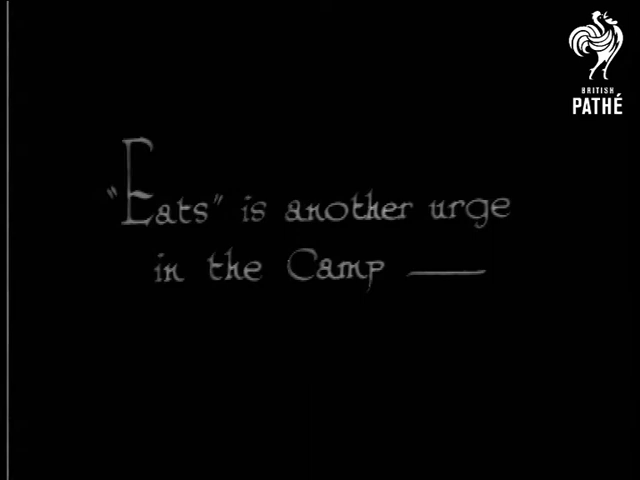 BRITISH
PATHÉ
"Eats" is another urge
in the Camp —